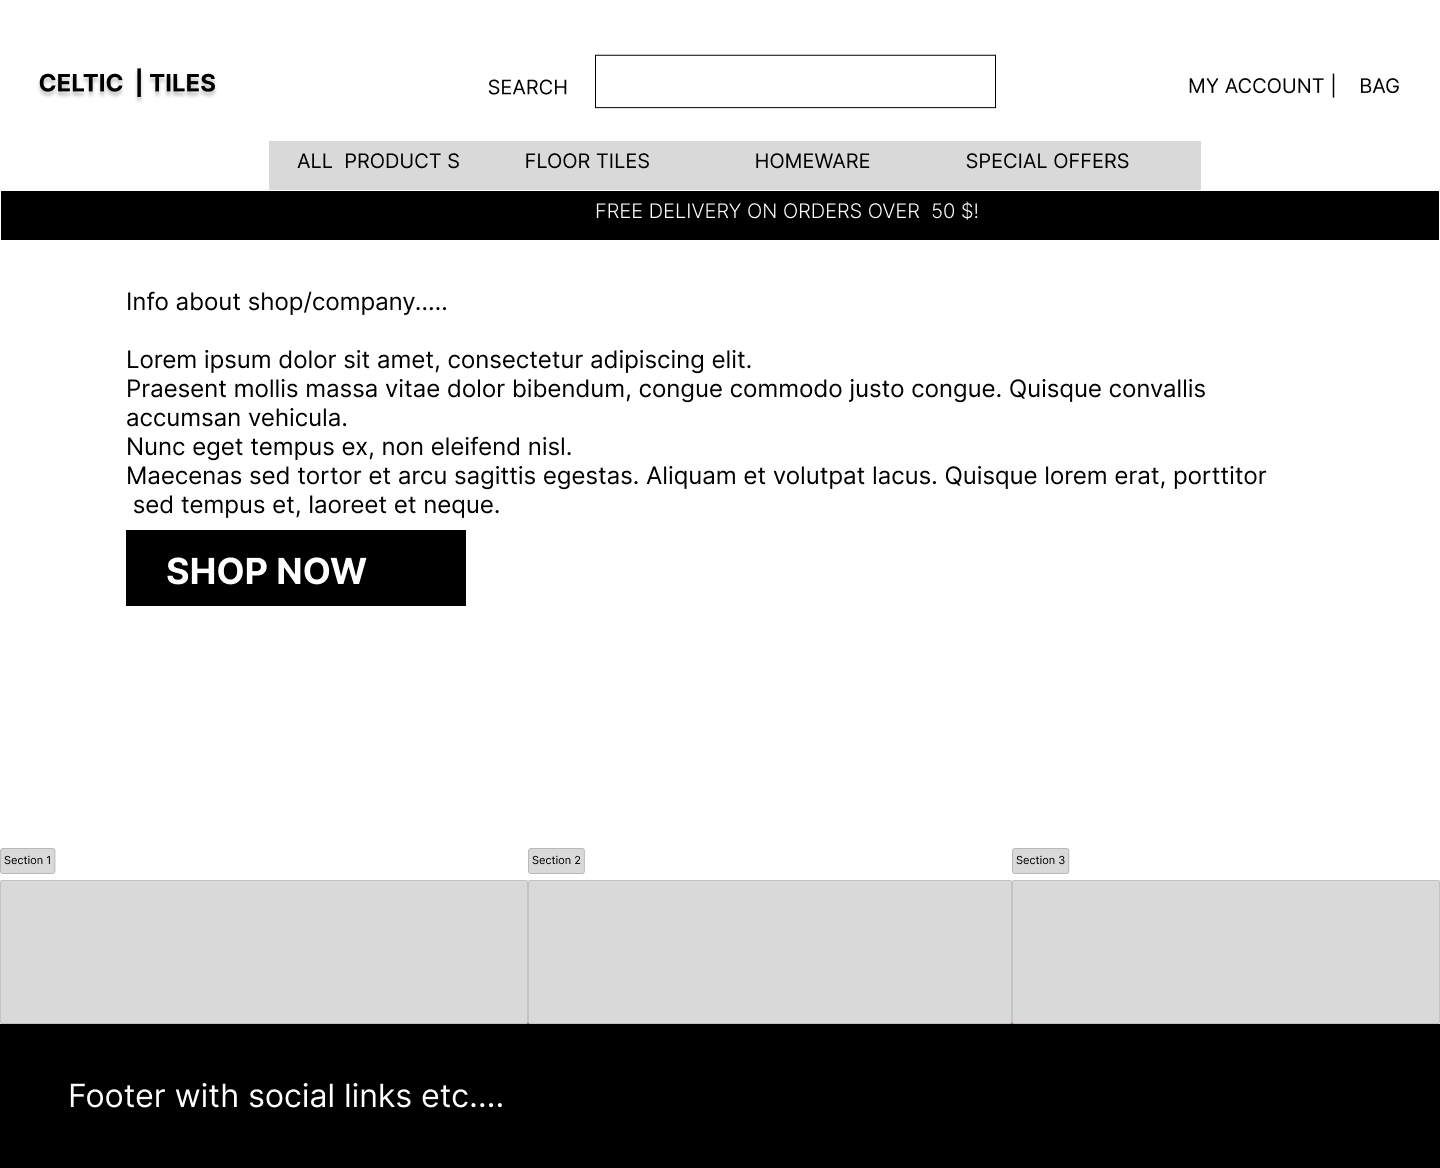 CELTIC | TILES
SEARCH
MY ACCOUNT | BAG
ALL PRODUCT S FLOOR TILES HOMEWARE SPECIAL OFFERS
FREE DELIVERY ON ORDERS OVER 50 $!
Info about shop/company.....
Lorem ipsum dolor sit amet, consectetur adipiscing elit.
Praesent mollis massa vitae dolor bibendum, congue commodo justo congue. Quisque convallis
accumsan vehicula.
Nunc eget tempus ex, non eleifend nisl.
Maecenas sed tortor et arcu sagittis egestas. Aliquam et volutpat lacus. Quisque lorem erat, porttitor
sed tempus et, laoreet et neque.
SHOP NOW
Section 1 Section 2 Section 3
Footer with social links etc....